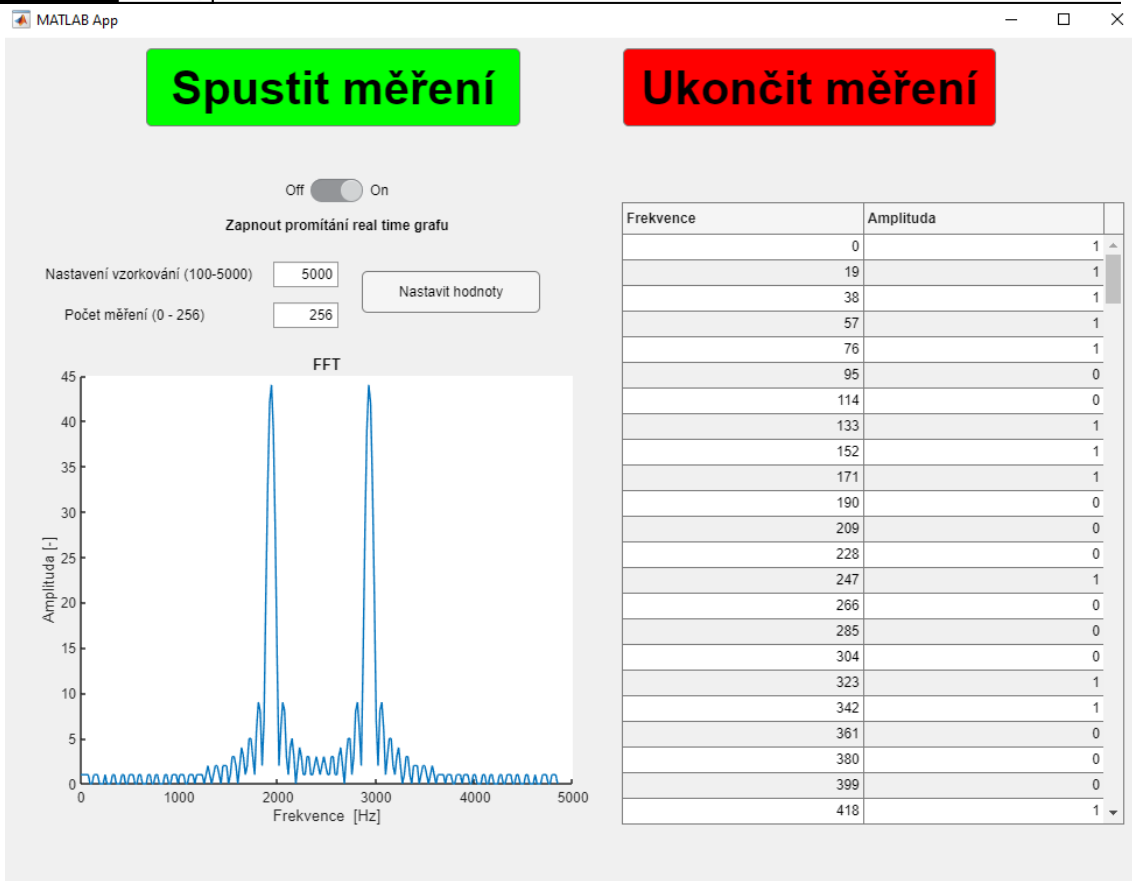 MATLAB App
Spustit měření
Ukončit měření
Off On
Zapnout promítání real time grafu
Nastavení vzorkování (100-5000) 5000
Nastavit hodnoty
Počet měření (0 - 256) 256
FFT
45
40
35
30
25
20
15
10
5
0
Amplituda [-]
0 1000 2000 3000 4000 5000
Frekvence [Hz]
Frekvence Amplituda
0 1
19 1
38 1
57 1
76 1
95 0
114 0
133 1
152 1
171 1
190 0
209 0
228 0
247 1
266 0
285 0
304 0
323 1
342 1
361 0
380 0
399 0
418 1